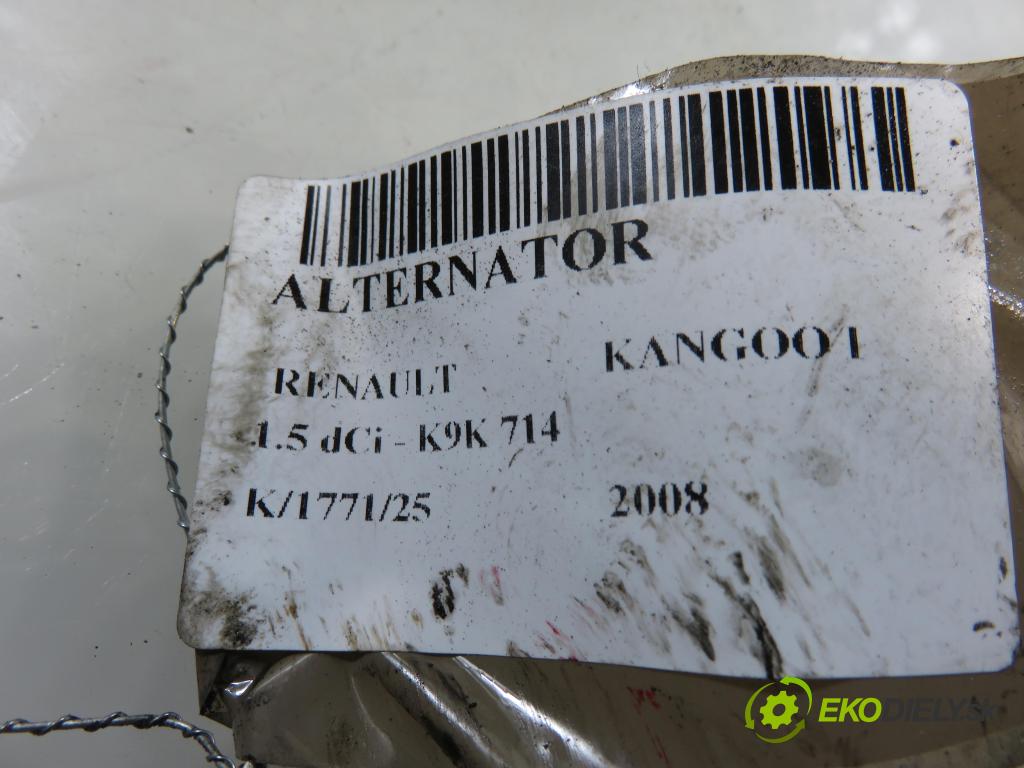 ALTERNATOR
RENAULT KANGOO I
1.5 dCi - K9K 714
K/1771/25 2008
EKODIELY.sk